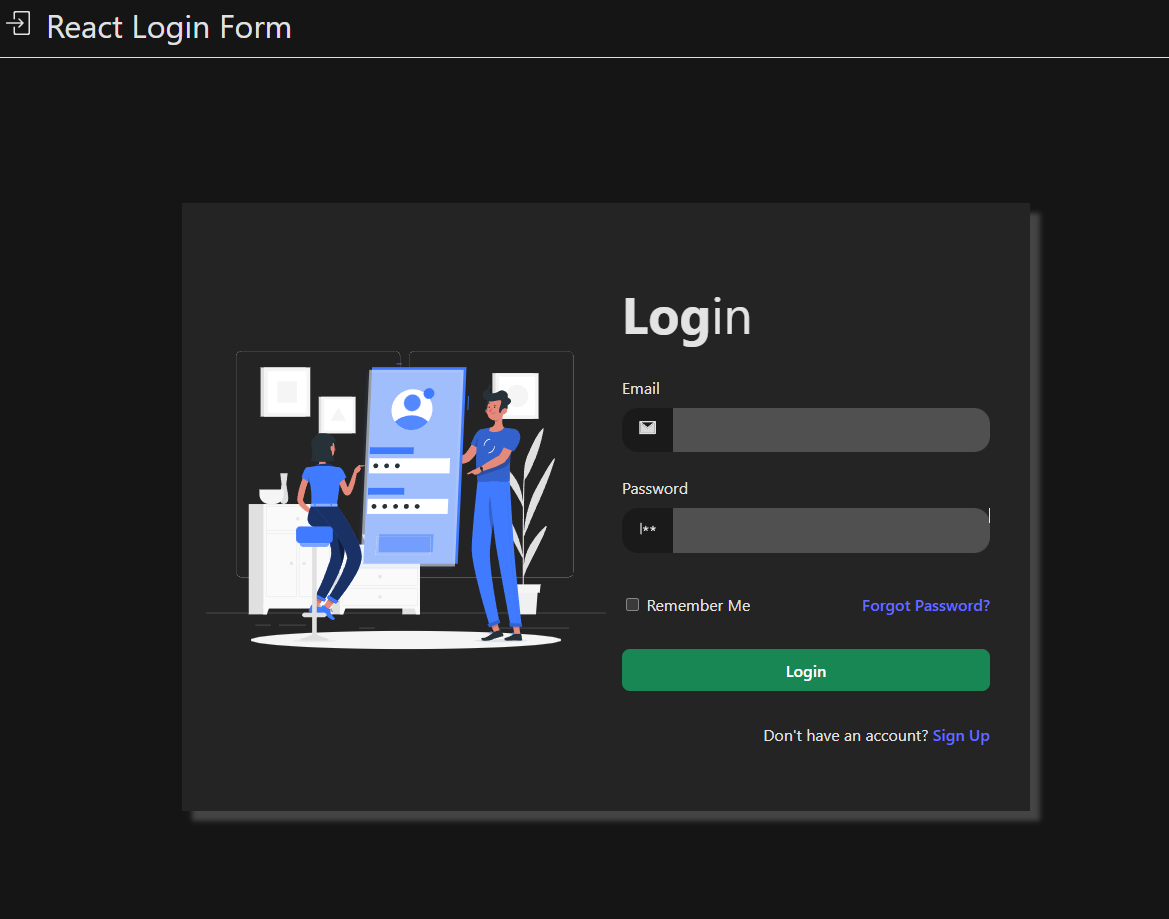 React Login Form
Login
Email
Password
|**
Remember Me
Forgot Password?
Login
Don't have an account? Sign Up